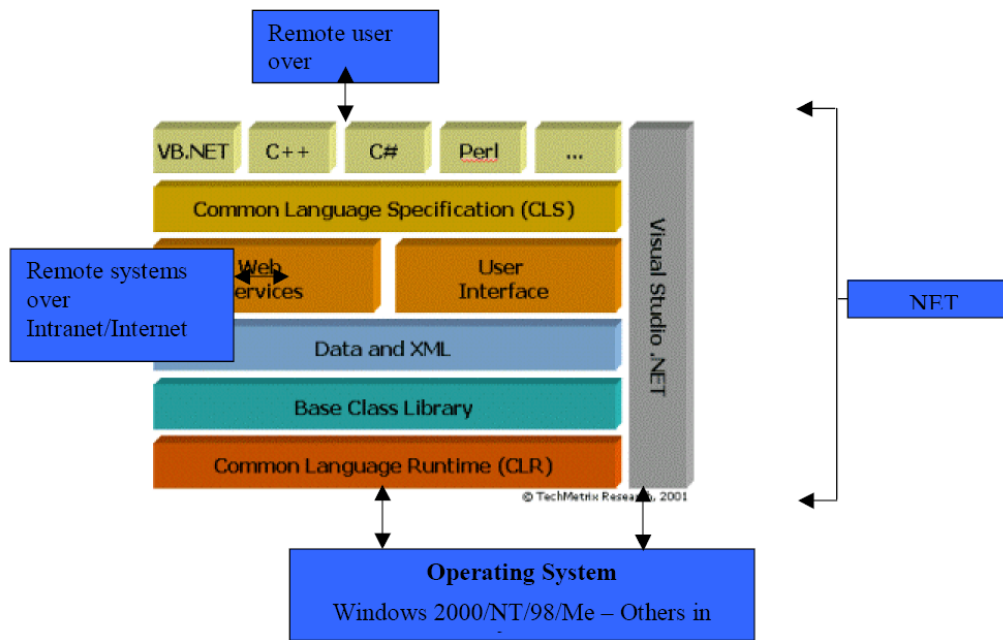 Remote user
over
VB.NET
C++
C#
Perl
...
Common Language Specification (CLS)
Remote systems
over
Intranet/Internet
Web
ervices
User
Interface
Visual Studio .NET
NET
Data and XML
Base Class Library
Common Language Runtime (CLR)
© TechMetrix Research, 2001
Operating System
Windows 2000/NT/98/Me – Others in